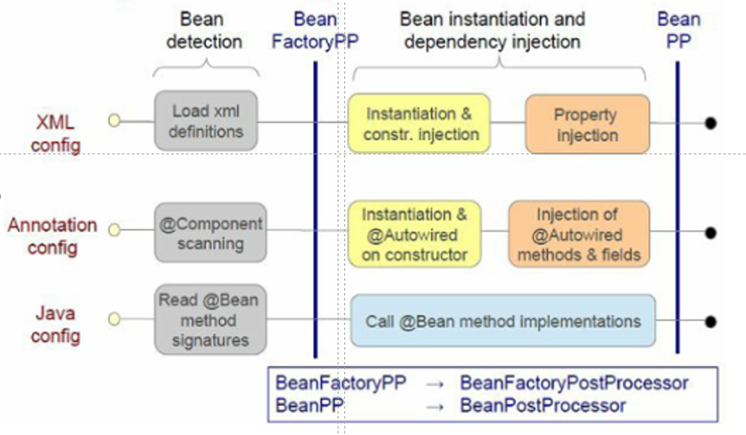 Bean
detection
Bean
FactoryPP
Bean instantiation and
dependency injection
Bean
PP
XML
config
Load xml
definitions
Instantiation &
constr. injection
Property
injection
Annotation
config
@Component
scanning
Instantiation &
@Autowired
on constructor
Injection of
@Autowired
methods & fields
Java
config
Read @Bean
method
signatures
Call @Bean method implementations
BeanFactoryPP → BeanFactoryPostProcessor
BeanPP → BeanPostProcessor